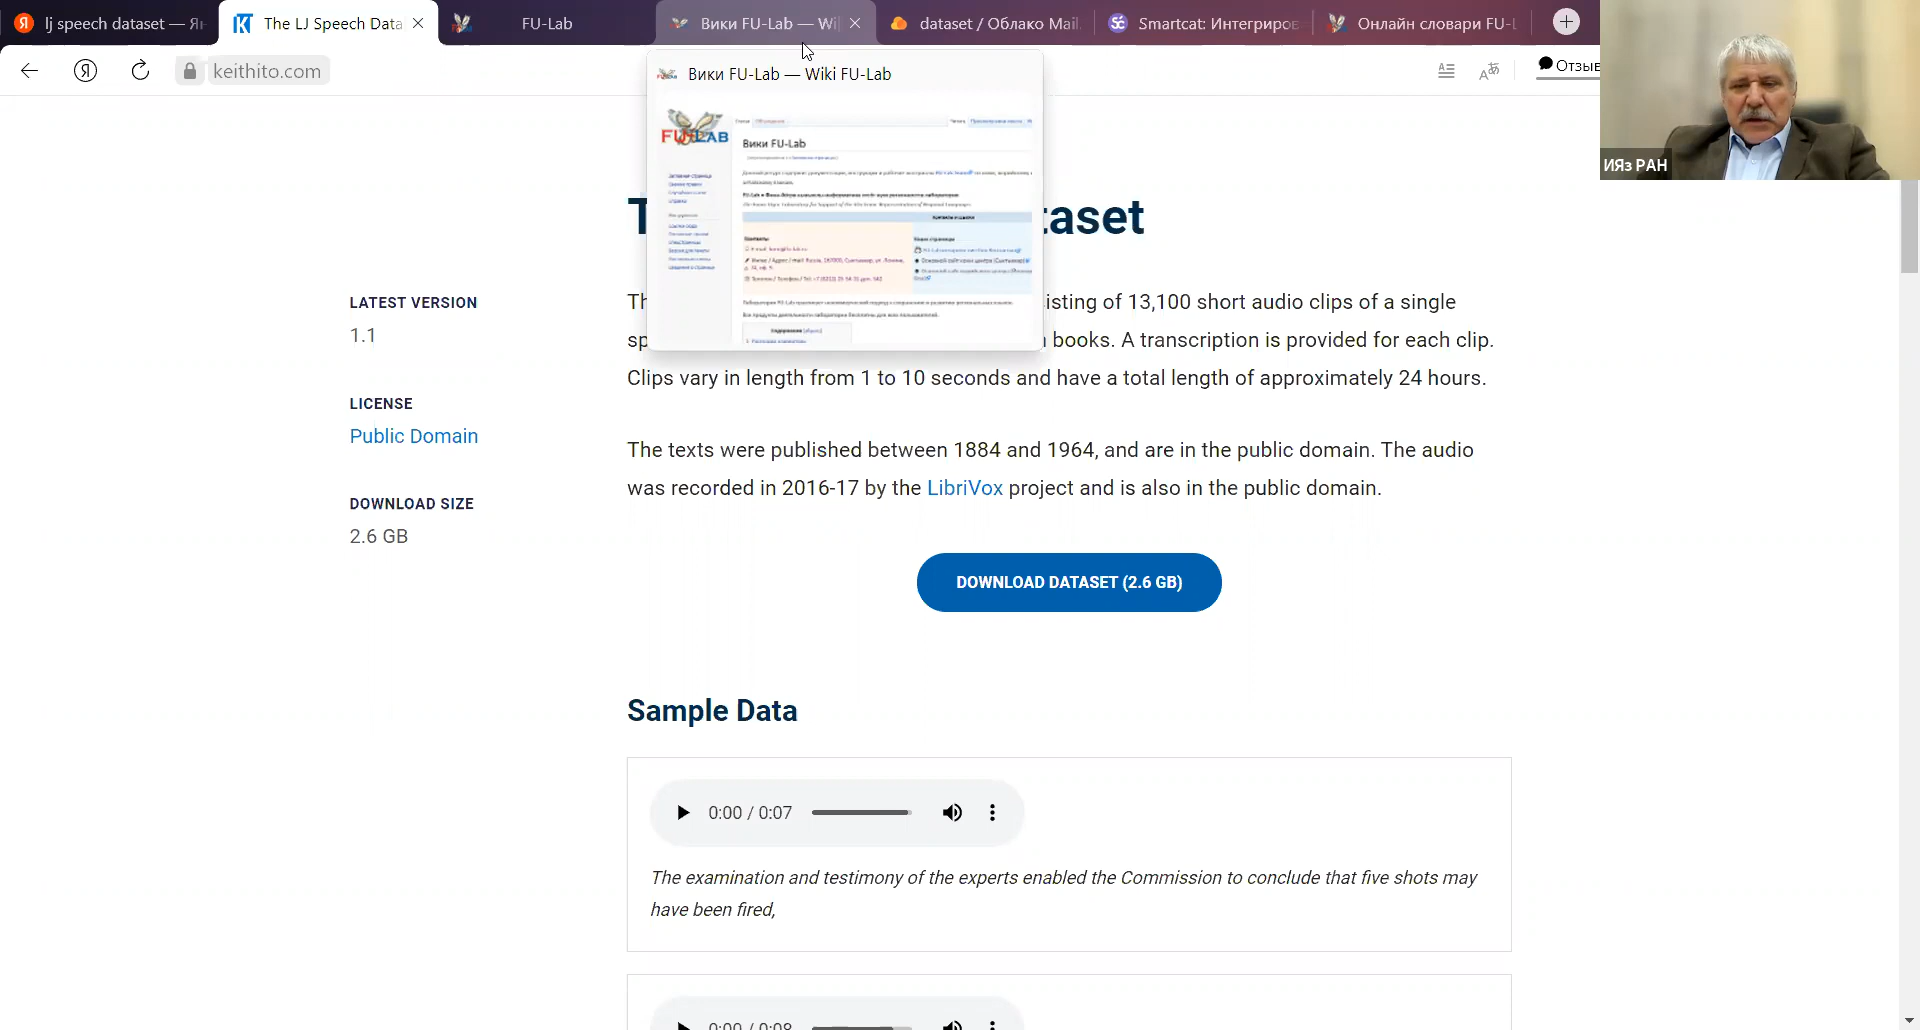 lj speech dataset — Ян
The LJ Speech Data
FU-Lab
Вики FU-Lab — Wi
dataset / Облако Mail.
Smartcat: Интегриров
Онлайн словари FU-L
keithito.com
Отзыв
ИЯз РАН
Вики FU-Lab — Wiki FU-Lab
FU-LAB
Вики FU-Lab
T taset
LATEST VERSION
1.1
Th isting of 13,100 short audio clips of a single
sp books. A transcription is provided for each clip.
Clips vary in length from 1 to 10 seconds and have a total length of approximately 24 hours.
LICENSE
Public Domain
The texts were published between 1884 and 1964, and are in the public domain. The audio
was recorded in 2016-17 by the LibriVox project and is also in the public domain.
DOWNLOAD SIZE
2.6 GB
DOWNLOAD DATASET (2.6 GB)
Sample Data
0:00 / 0:07
The examination and testimony of the experts enabled the Commission to conclude that five shots may
have been fired,
0:00 / 0:08